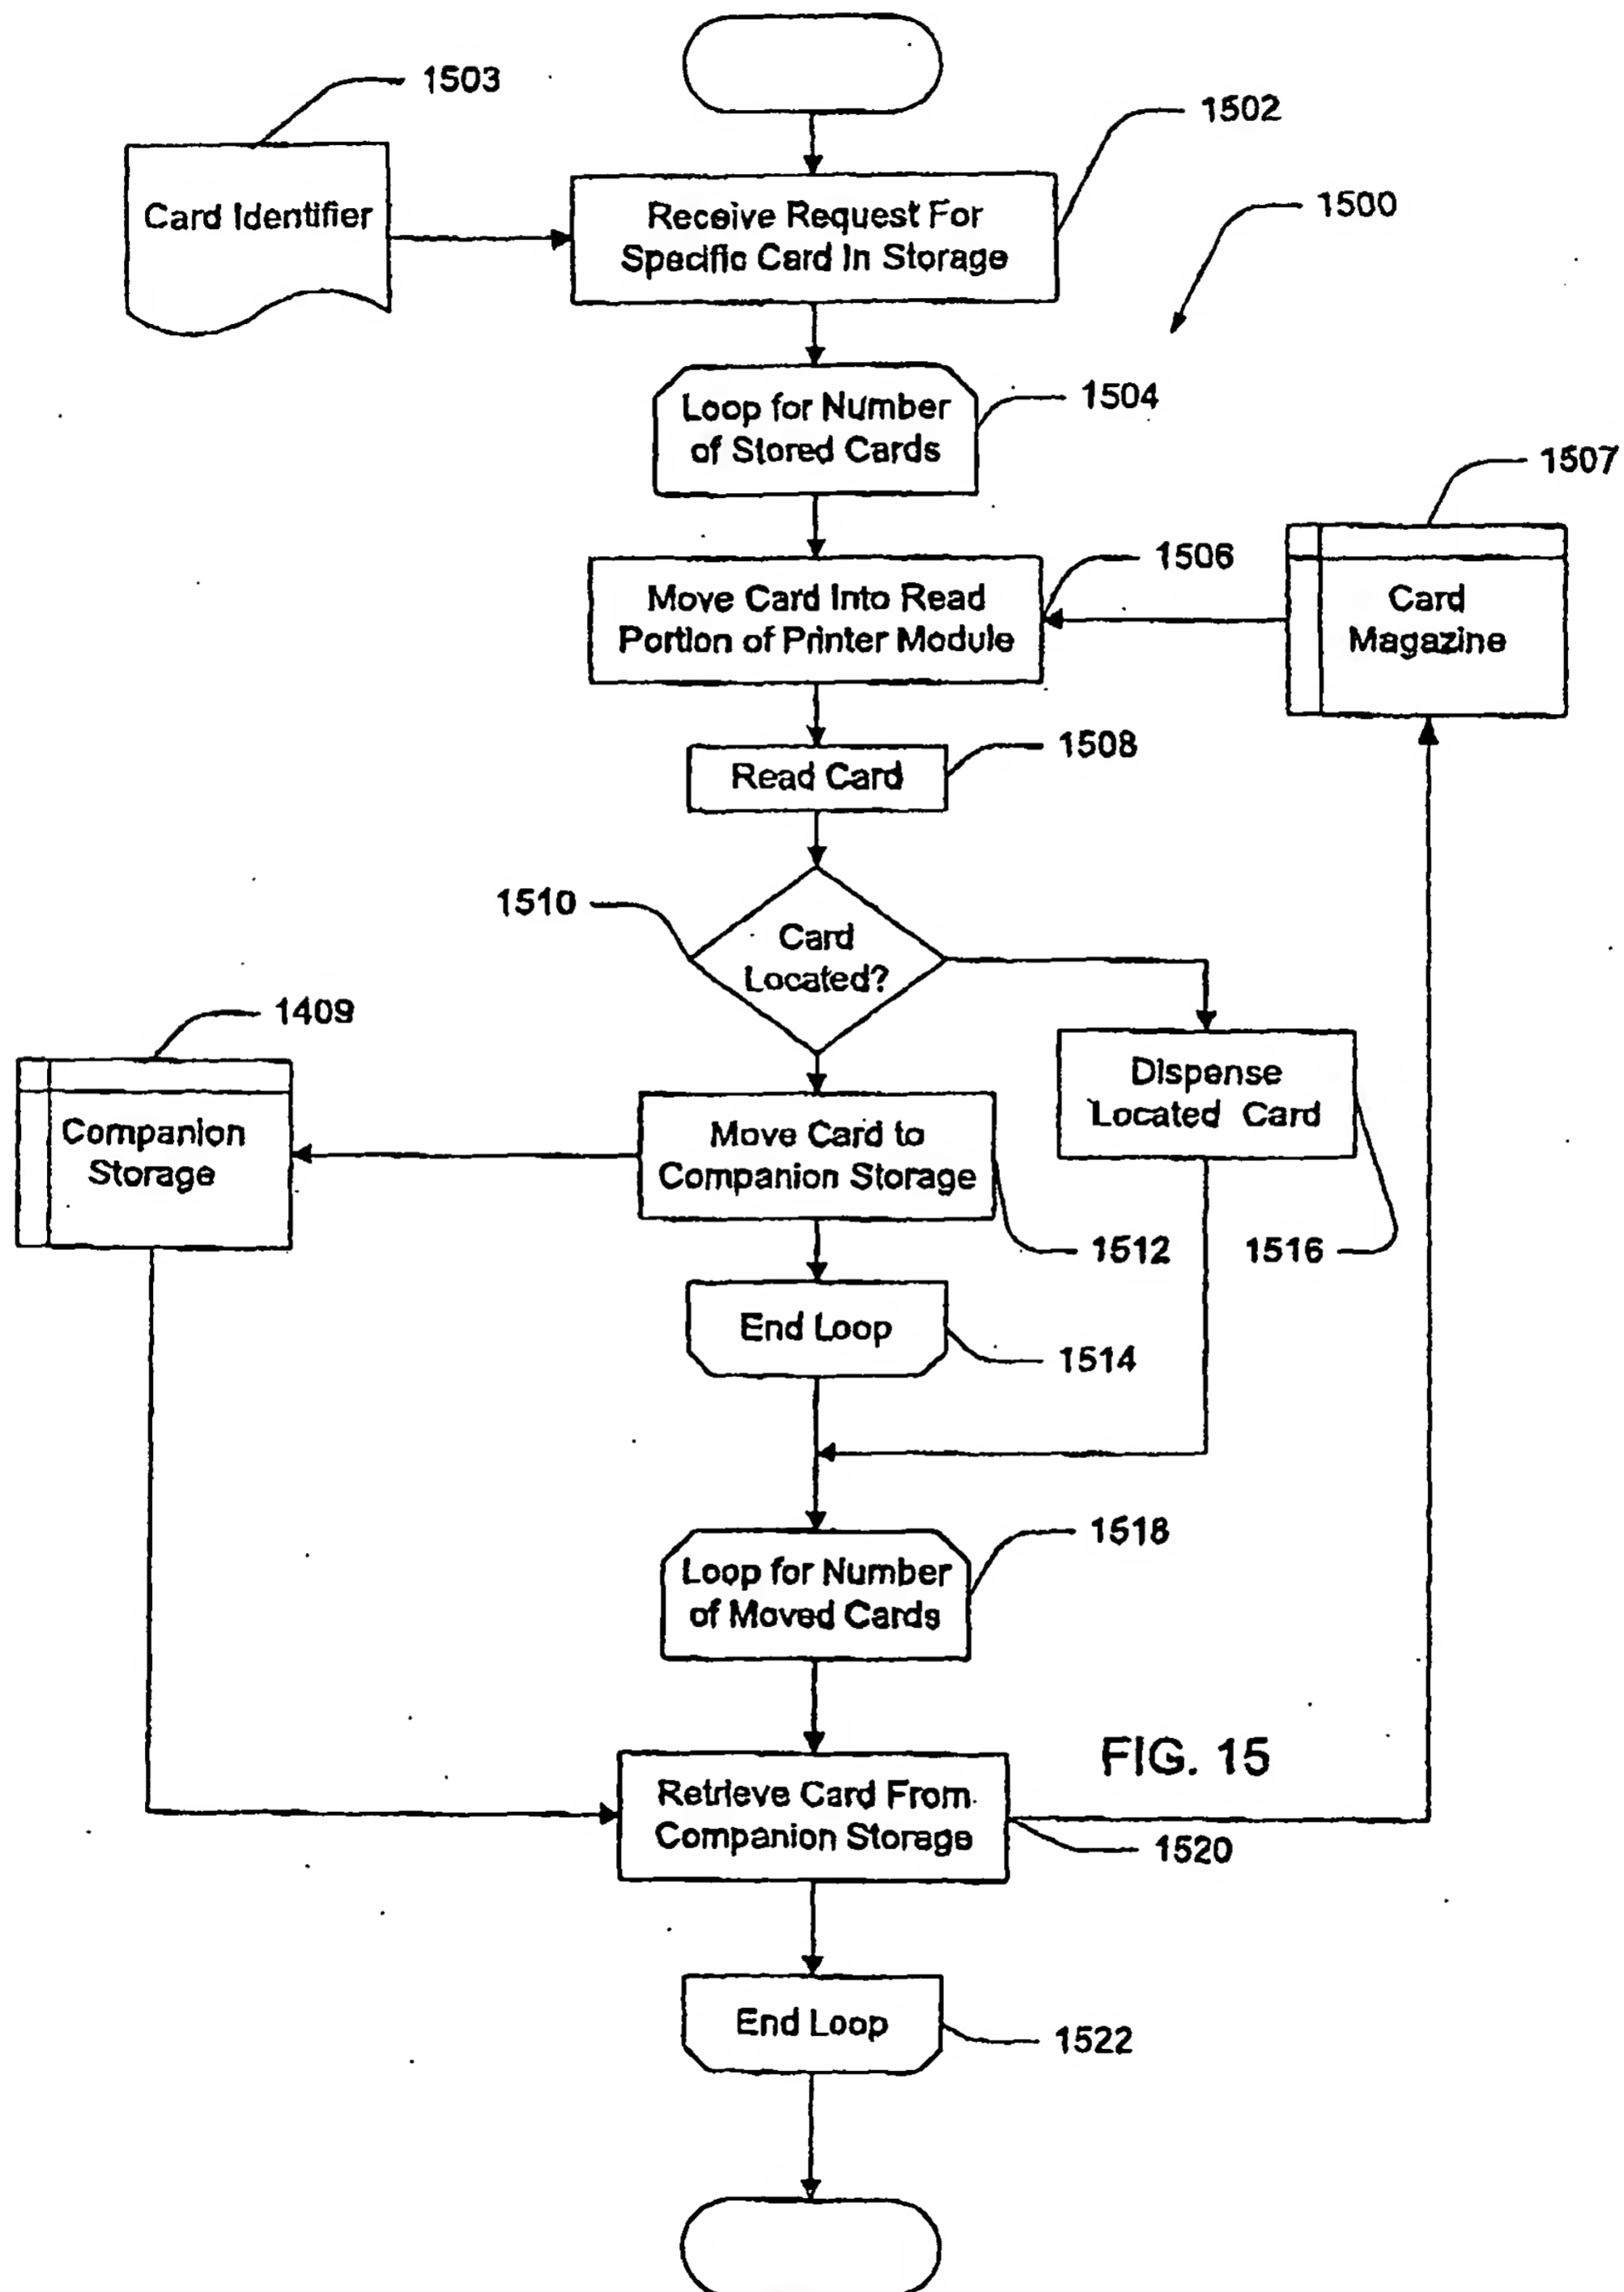 1503
1502
1500
Card Identifier
Receive Request For
Specific Card In Storage
1504
Loop for Number
of Stored Cards
1507
1506
Move Card Into Read
Portion of Printer Module
Card
Magazine
1508
Read Card
1510
Card
Located?
1409
Dispense
Located Card
Companion
Storage
Move Card to
Companion Storage
1512
1516
End Loop
1514
1518
Loop for Number
of Moved Cards
FIG. 15
Retrieve Card From
Companion Storage
1520
End Loop
1522